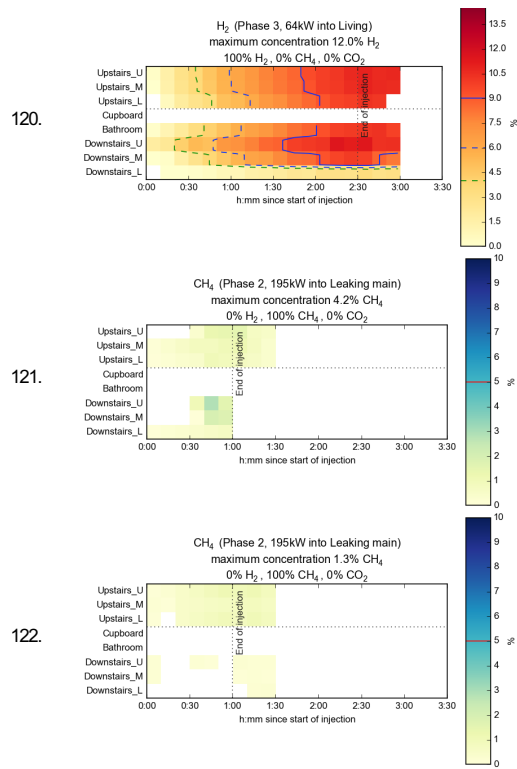 120.
H₂ (Phase 3, 64kW into Living)
maximum concentration 12.0% H₂
100% H₂, 0% CH₄, 0% CO₂
Upstairs_U
Upstairs_M
Upstairs_L
Cupboard
Bathroom
Downstairs_U
Downstairs_M
Downstairs_L
End of injection
0:00 0:30 1:00 1:30 2:00 2:30 3:00 3:30
h:mm since start of injection
13.5
12.0
10.5
9.0
7.5
6.0
4.5
3.0
1.5
0.0
%
121.
CH₄ (Phase 2, 195kW into Leaking main)
maximum concentration 4.2% CH₄
0% H₂, 100% CH₄, 0% CO₂
Upstairs_U
Upstairs_M
Upstairs_L
Cupboard
Bathroom
Downstairs_U
Downstairs_M
Downstairs_L
End of injection
0:00 0:30 1:00 1:30 2:00 2:30 3:00 3:30
h:mm since start of injection
10
9
8
7
6
5
4
3
2
1
0
%
122.
CH₄ (Phase 2, 195kW into Leaking main)
maximum concentration 1.3% CH₄
0% H₂, 100% CH₄, 0% CO₂
Upstairs_U
Upstairs_M
Upstairs_L
Cupboard
Bathroom
Downstairs_U
Downstairs_M
Downstairs_L
End of injection
0:00 0:30 1:00 1:30 2:00 2:30 3:00 3:30
h:mm since start of injection
10
9
8
7
6
5
4
3
2
1
0
%